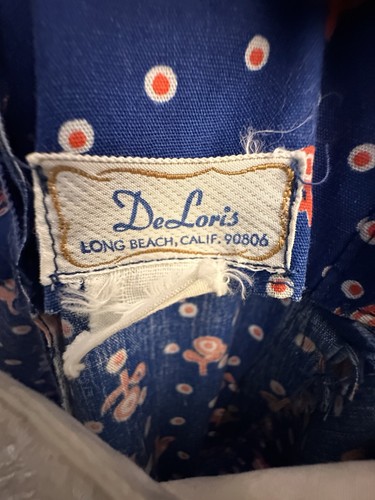 DeLoris
LONG BEACH, CALIF. 90806